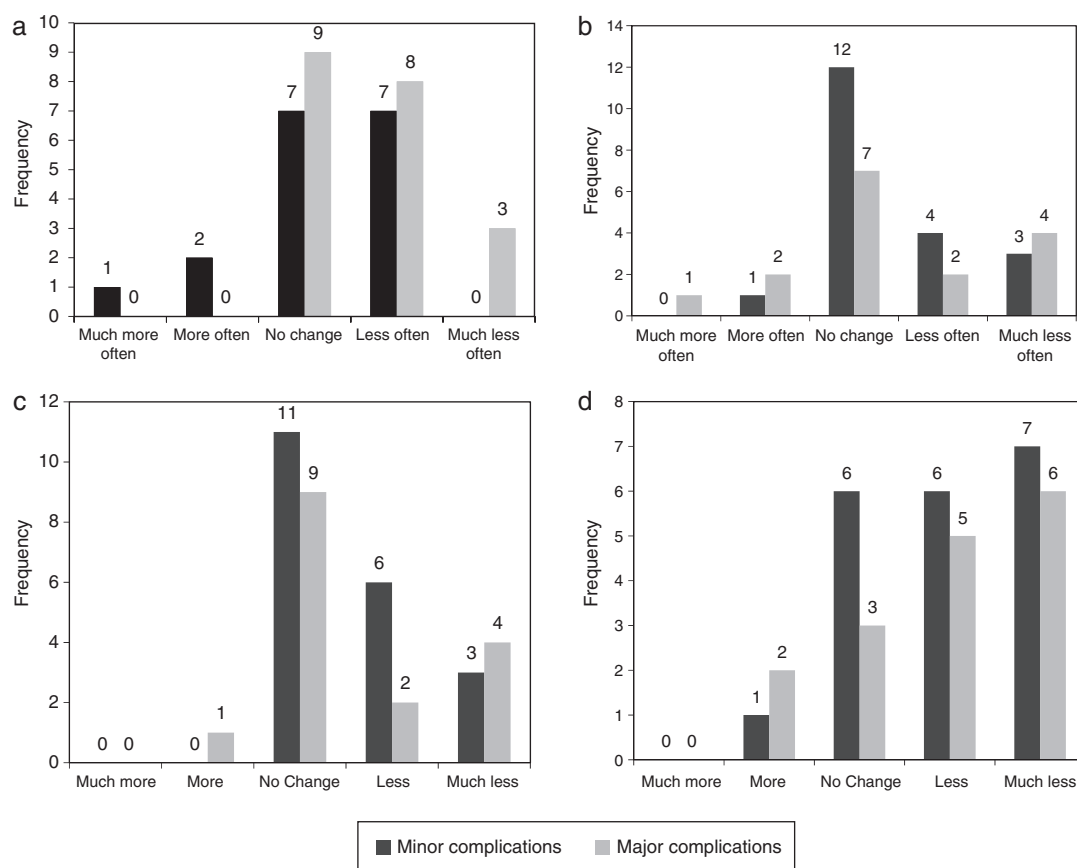 a
10
9
8
7
6
5
4
3
2
1
0
Frequency
1
0
2
0
7
9
7
8
0
3
Much more
often
More often
No change
Less often
Much less
often
b
14
12
10
8
6
4
2
0
Frequency
0
1
1
2
12
7
4
2
3
4
Much more
often
More often
No change
Less often
Much less
often
c
12
10
8
6
4
2
0
Frequency
0
0
0
1
11
9
6
2
3
4
Much more
More
No Change
Less
Much less
d
8
7
6
5
4
3
2
1
0
Frequency
0
0
1
2
6
3
6
5
7
6
Much more
More
No Change
Less
Much less
Minor complications
Major complications